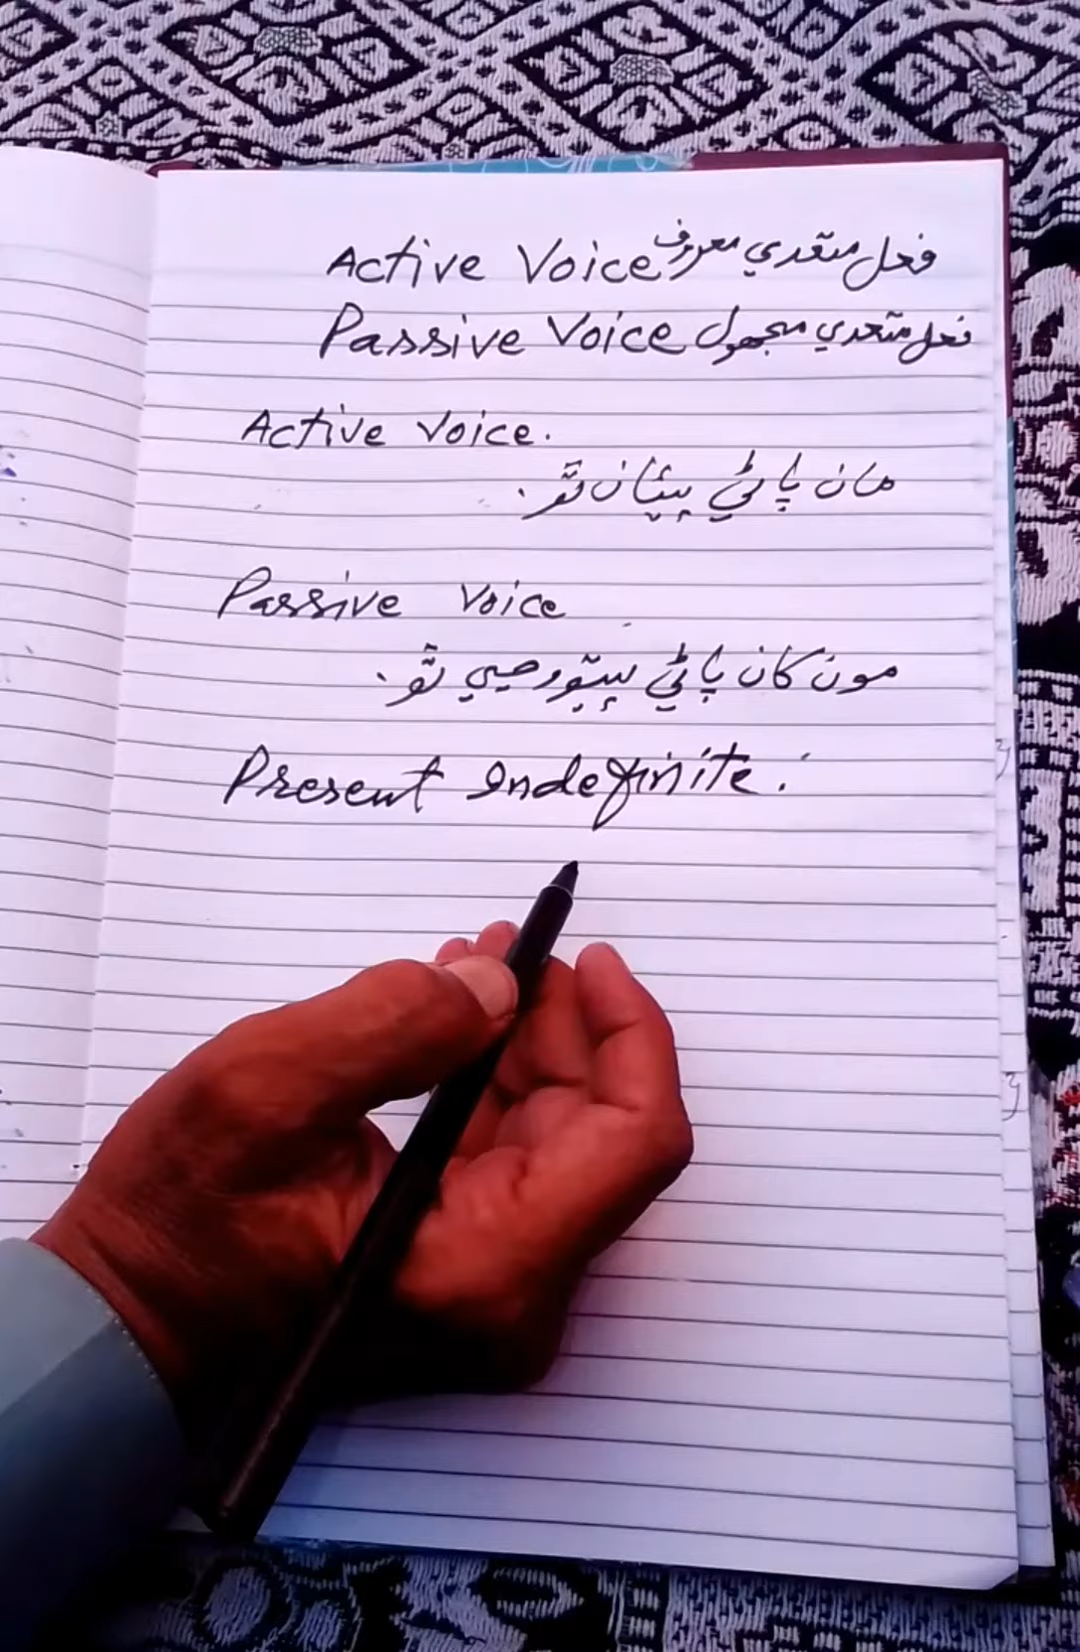 Active Voice فعل متعدي معروف
Passive Voice فعل متعدي مجهول
Active Voice.
مان پاڻي پيئان ٿو.
Passive Voice
مون کان پاڻي پيتو وڃي ٿو.
Present Indefinite.